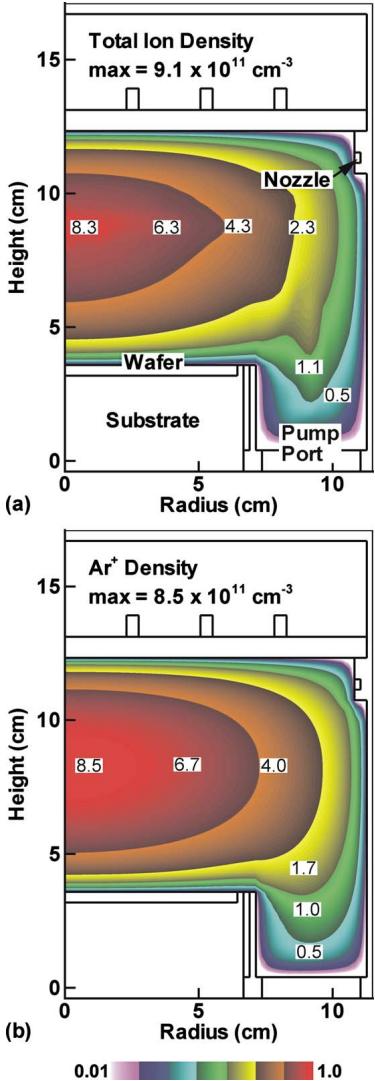 Total Ion Density
max = 9.1 x 10¹¹ cm⁻³
15
Nozzle
10
8.3 6.3 4.3 2.3
Height (cm)
5
Wafer
1.1
0.5
Substrate
Pump
Port
0
0 5 10
(a) Radius (cm)
Ar⁺ Density
max = 8.5 x 10¹¹ cm⁻³
15
10
8.5 6.7 4.0
Height (cm)
5
1.7
1.0
0.5
0
0 5 10
(b) Radius (cm)
0.01 1.0